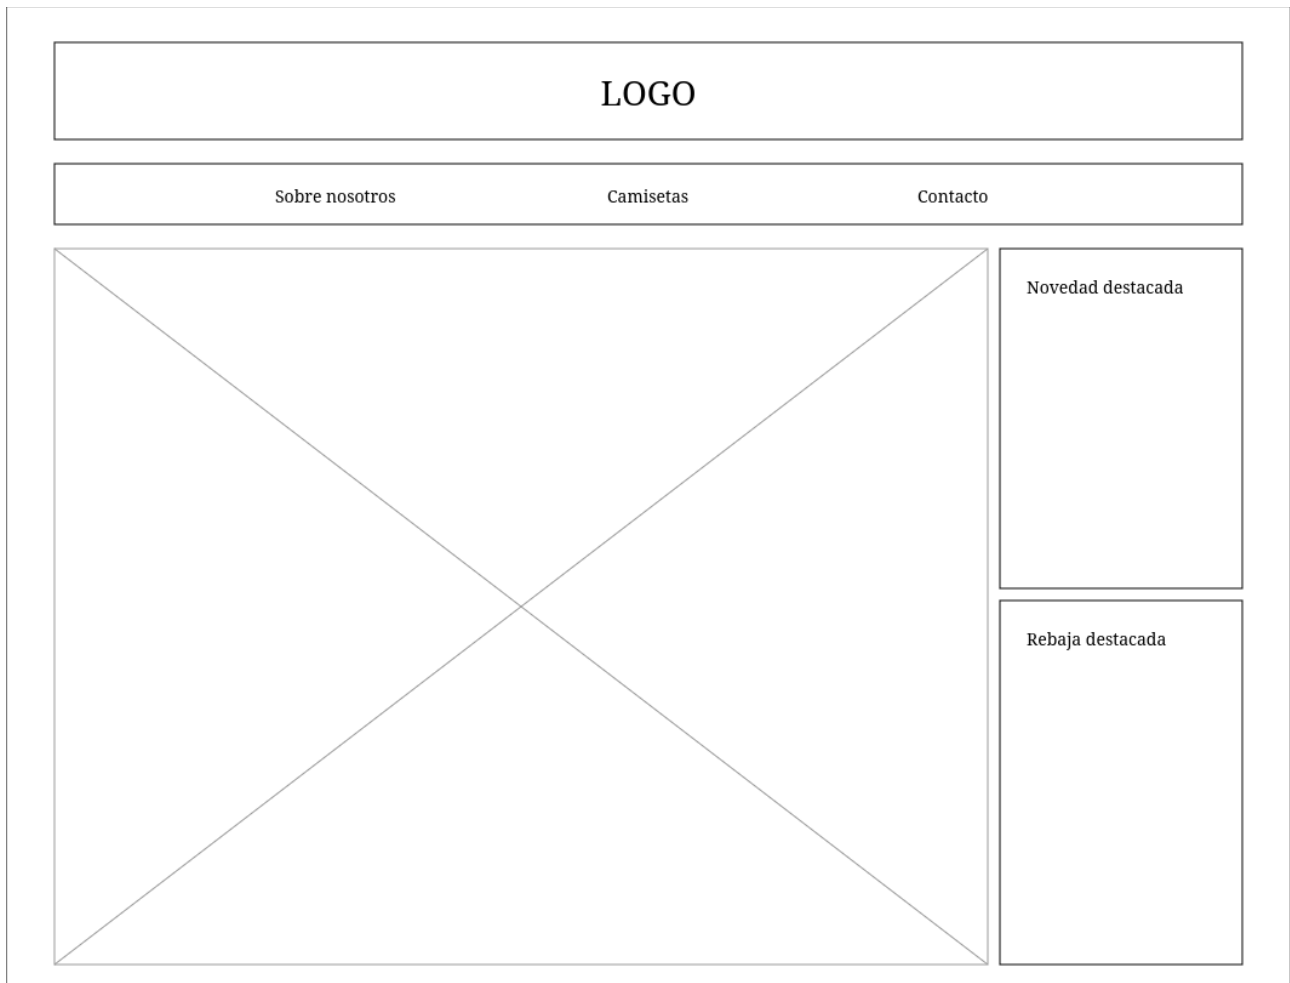 LOGO
Sobre nosotros
Camisetas
Contacto
Novedad destacada
Rebaja destacada